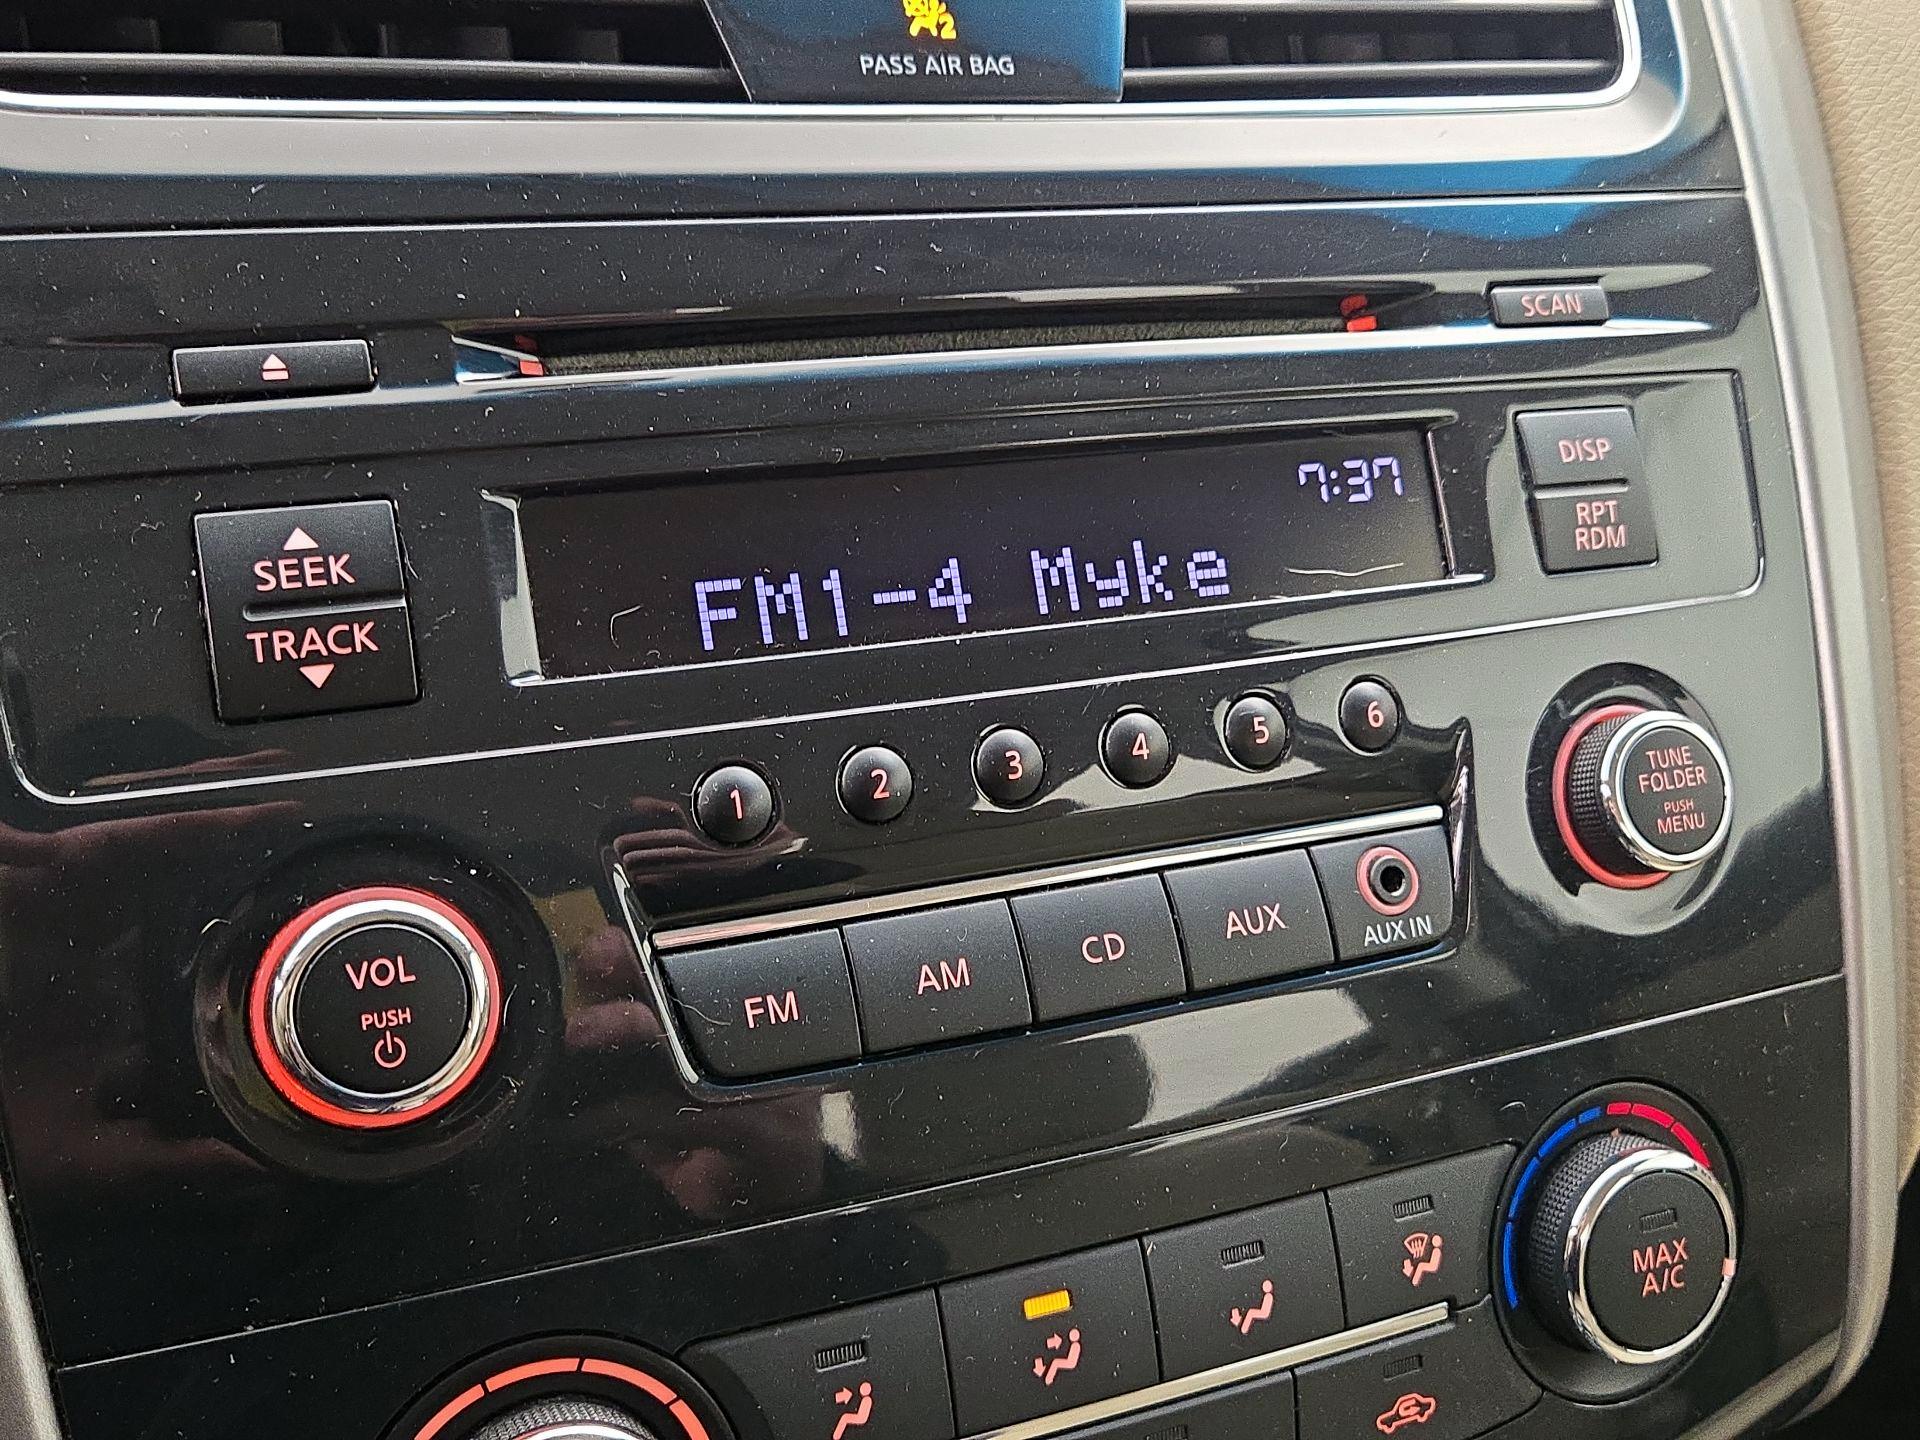 2
PASS AIR BAG
SCAN
7:37
DISP
SEEK
FM1-4 Myke
RPT
RDM
TRACK
1 2 3 4 5 6
TUNE
FOLDER
PUSH
MENU
VOL
PUSH
FM AM CD AUX AUX IN
MAX
A/C